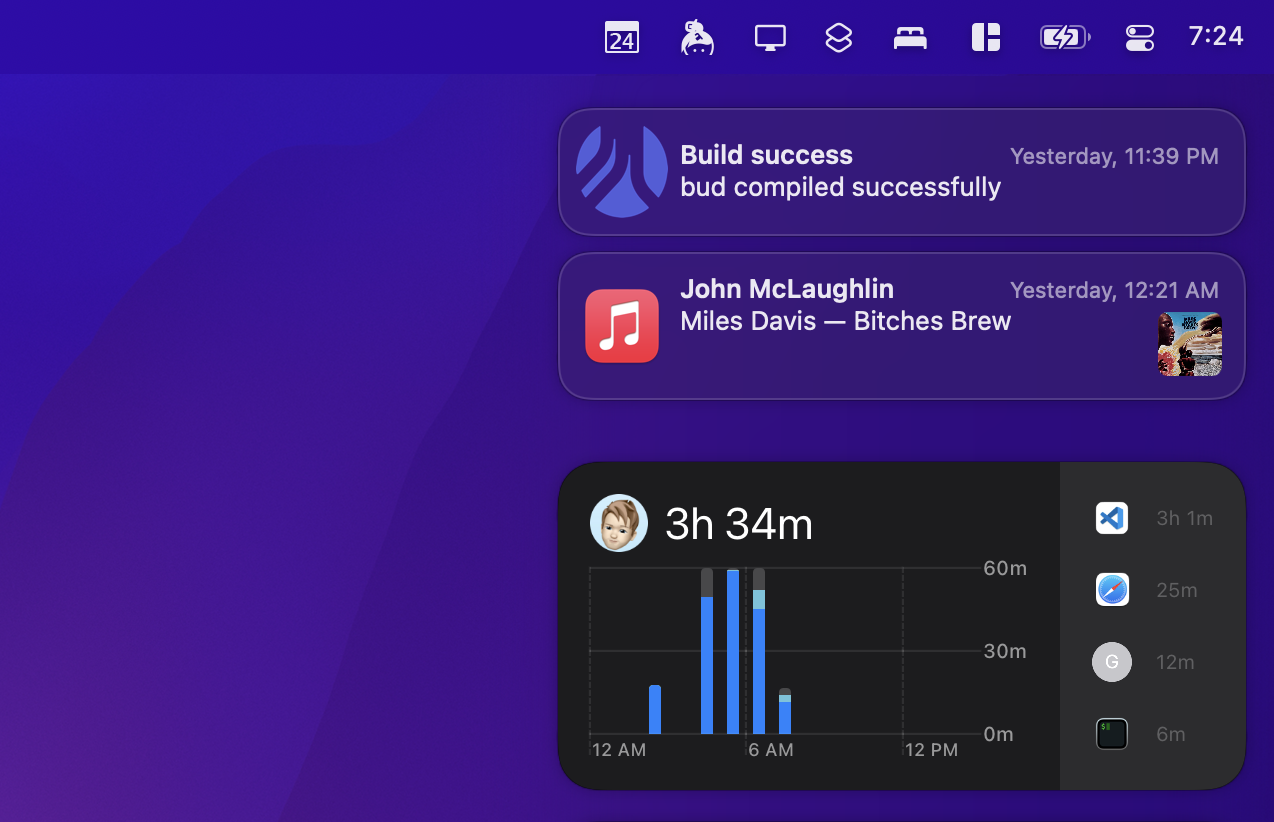 24
7:24
Build success
Yesterday, 11:39 PM
bud compiled successfully
John McLaughlin
Yesterday, 12:21 AM
Miles Davis — Bitches Brew
3h 34m
60m
30m
0m
12 AM
6 AM
12 PM
3h 1m
25m
G
12m
$
6m